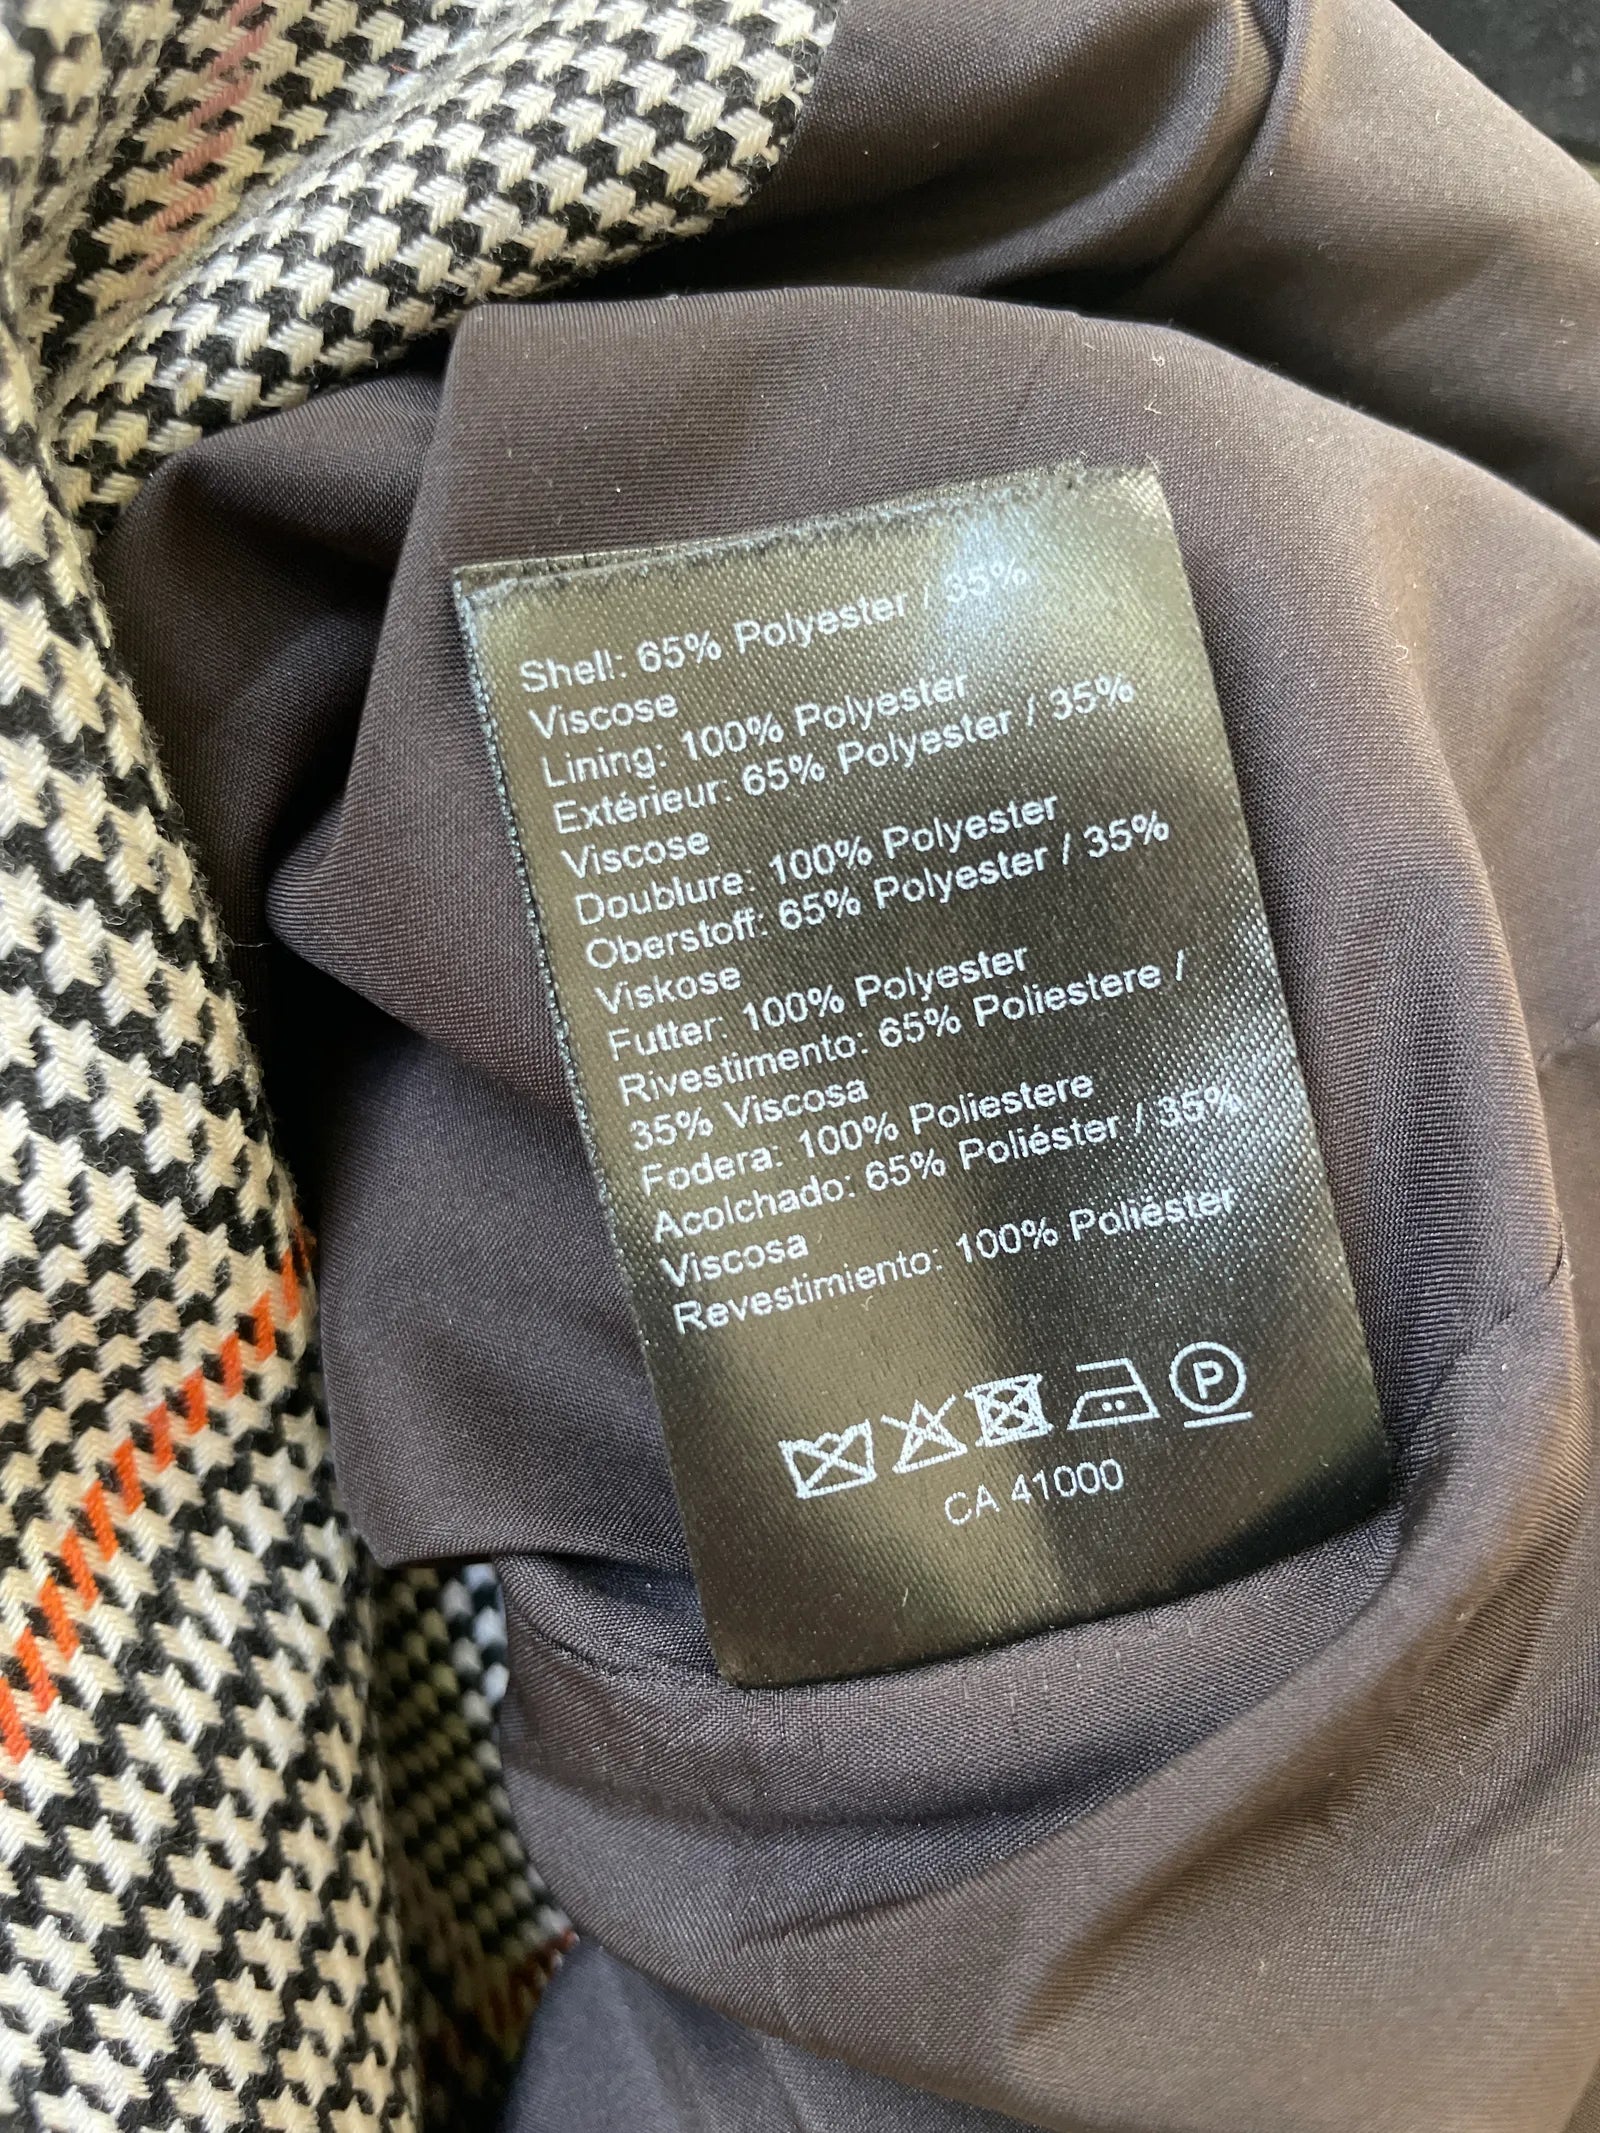 Shell: 65% Polyester / 35%
Viscose
Lining: 100% Polyester
Extérieur: 65% Polyester / 35%
Viscose
Doublure: 100% Polyester
Oberstoff: 65% Polyester / 35%
Viskose
Futter: 100% Polyester
Rivestimento: 65% Poliestere /
35% Viscosa
Fodera: 100% Poliestere
Acolchado: 65% Poliéster / 35%
Viscosa
Revestimiento: 100% Poliéster
P
CA 41000